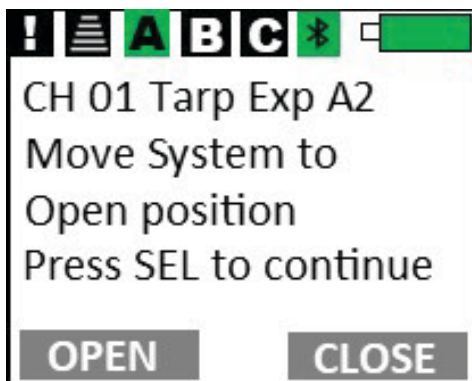 ! A B C
CH 01 Tarp Exp A2
Move System to
Open position
Press SEL to continue
OPEN CLOSE